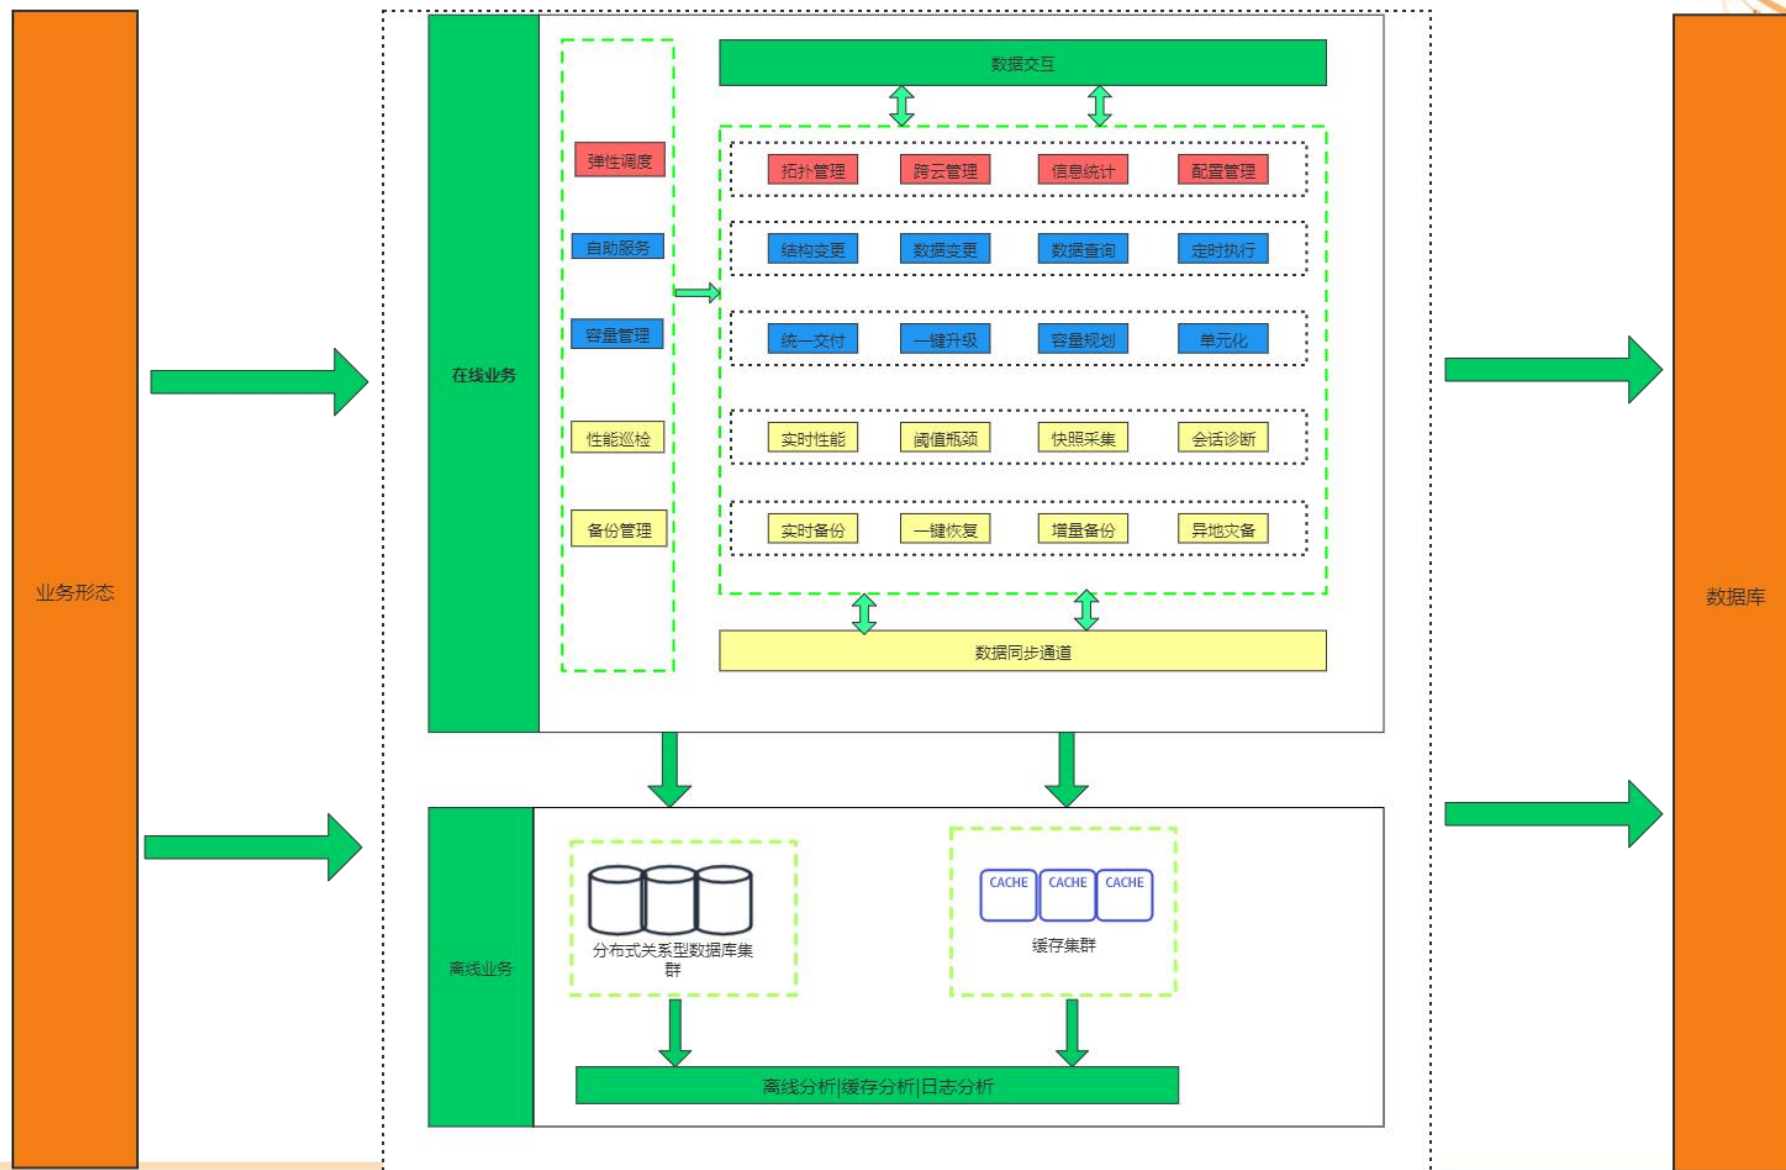 业务形态
在线业务
数据交互
弹性调度
拓扑管理
跨云管理
信息统计
配置管理
自助服务
结构变更
数据变更
数据查询
定时执行
容量管理
统一交付
一键升级
容量规划
单元化
性能巡检
实时性能
阈值瓶颈
快照采集
会话诊断
备份管理
实时备份
一键恢复
增量备份
异地灾备
数据同步通道
离线业务
分布式关系型数据库集
群
CACHE
CACHE
CACHE
缓存集群
离线分析|缓存分析|日志分析
数据库